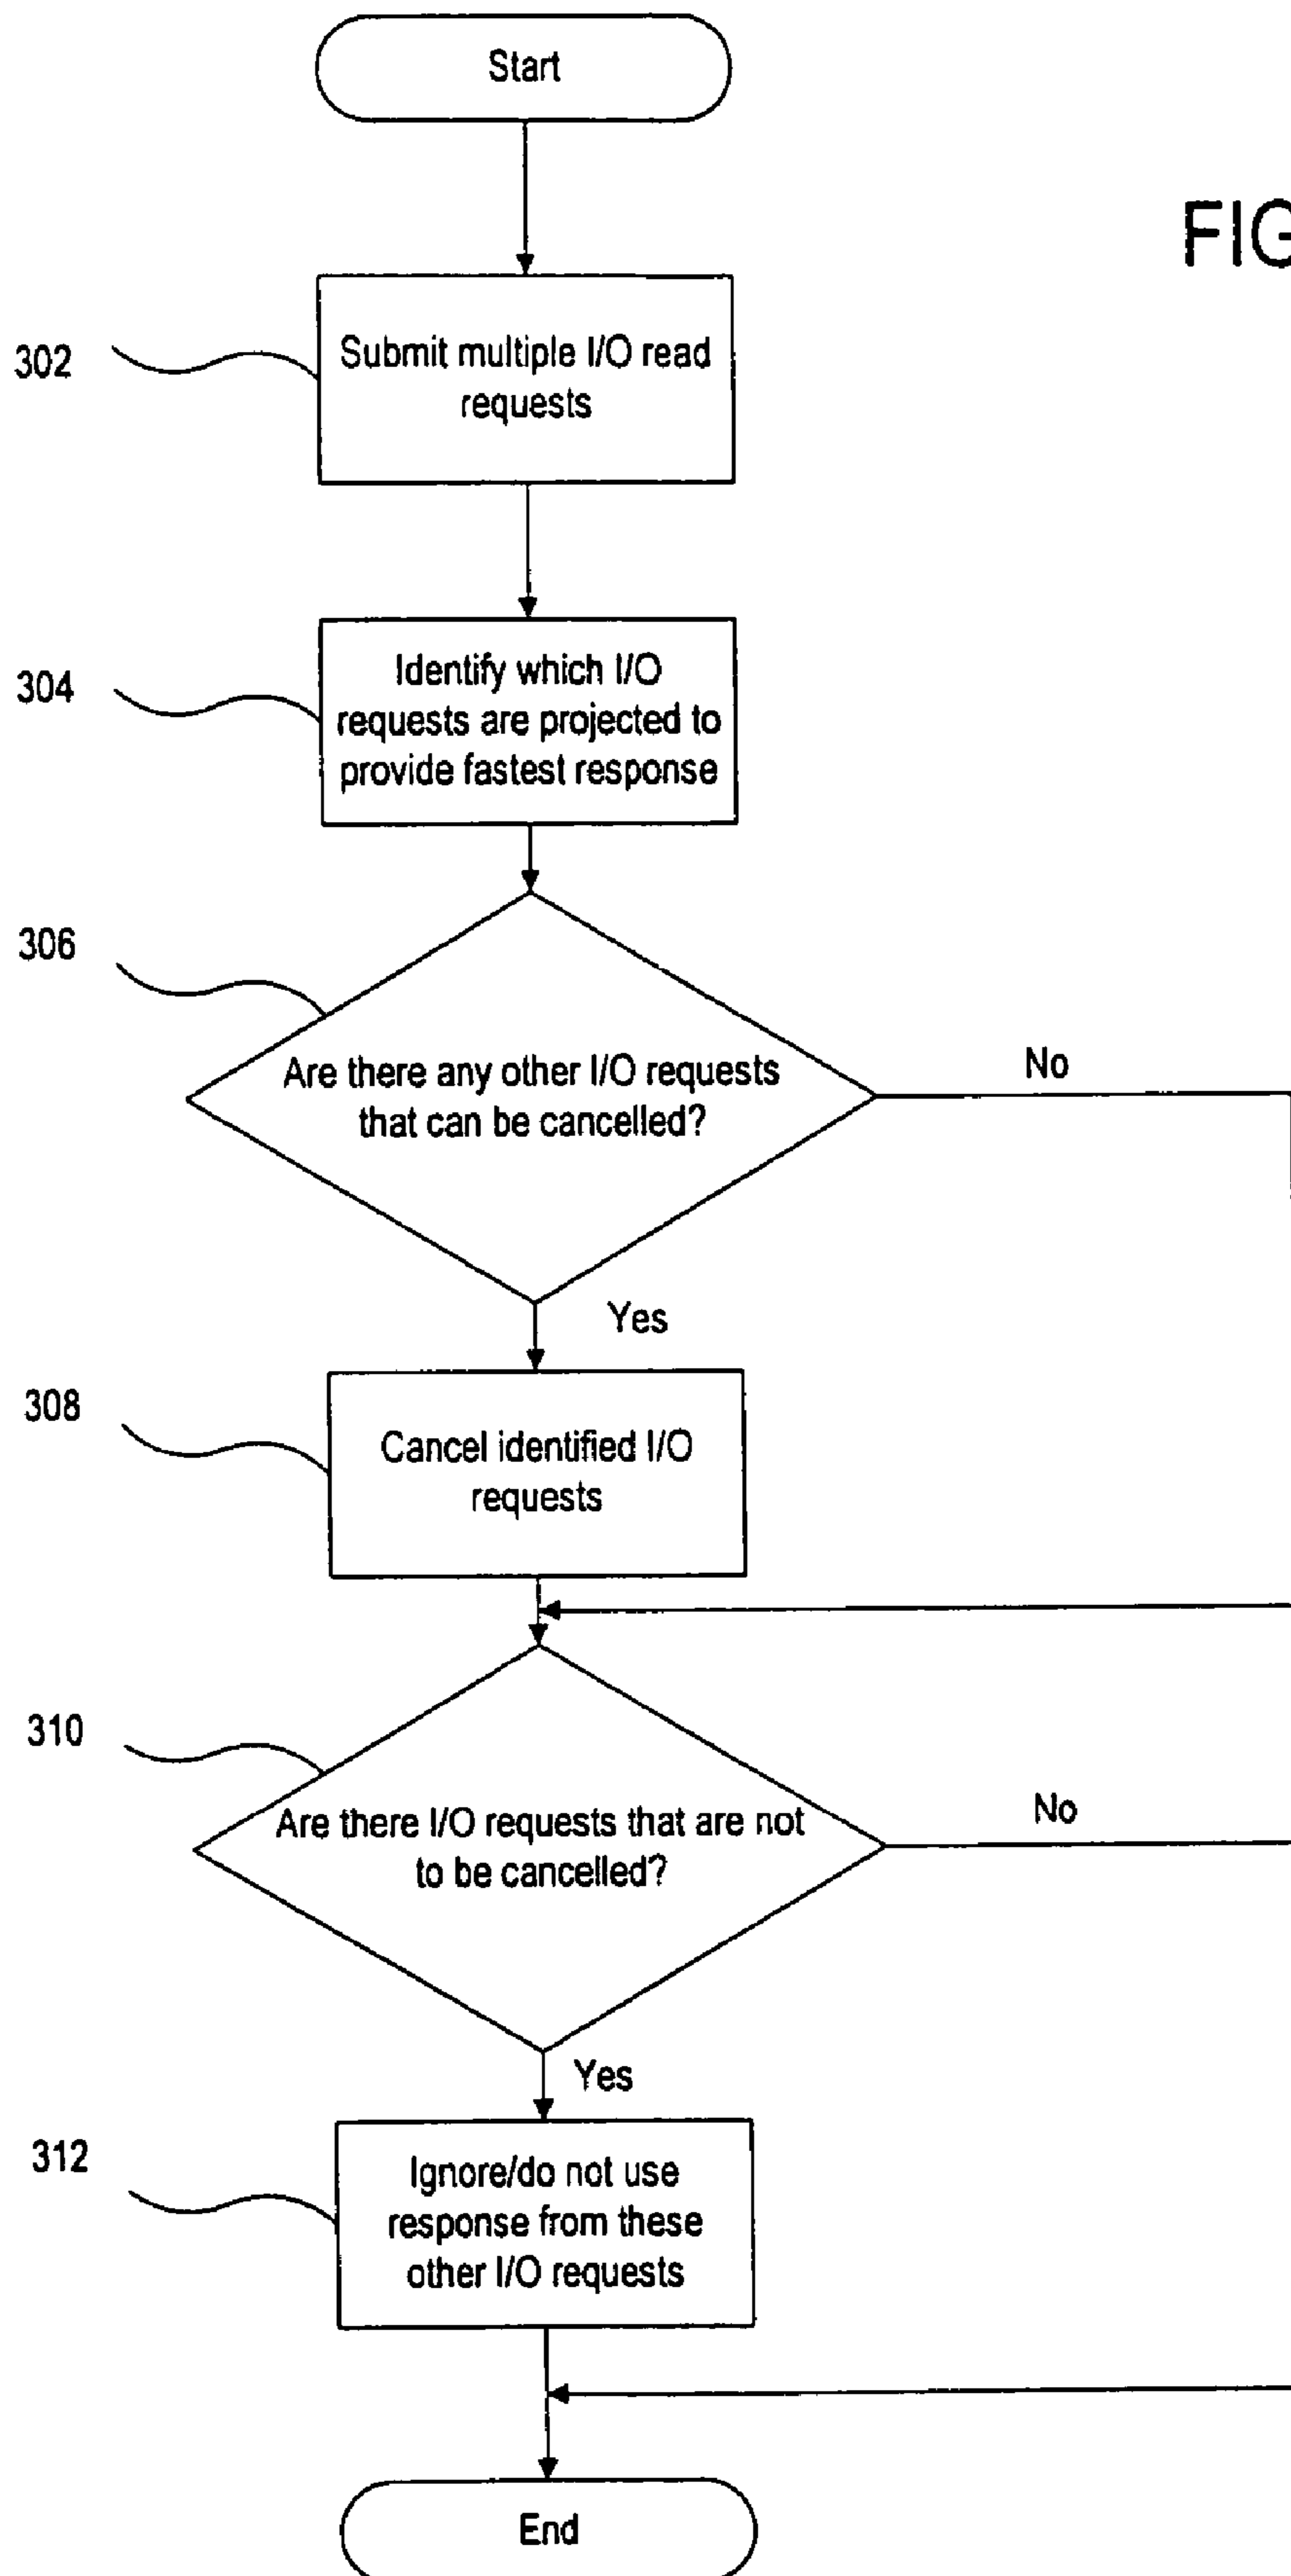 Start
FIG
302
Submit multiple I/O read
requests
304
Identify which I/O
requests are projected to
provide fastest response
306
Are there any other I/O requests
that can be cancelled?
No
Yes
308
Cancel identified I/O
requests
310
Are there I/O requests that are not
to be cancelled?
No
Yes
312
Ignore/do not use
response from these
other I/O requests
End